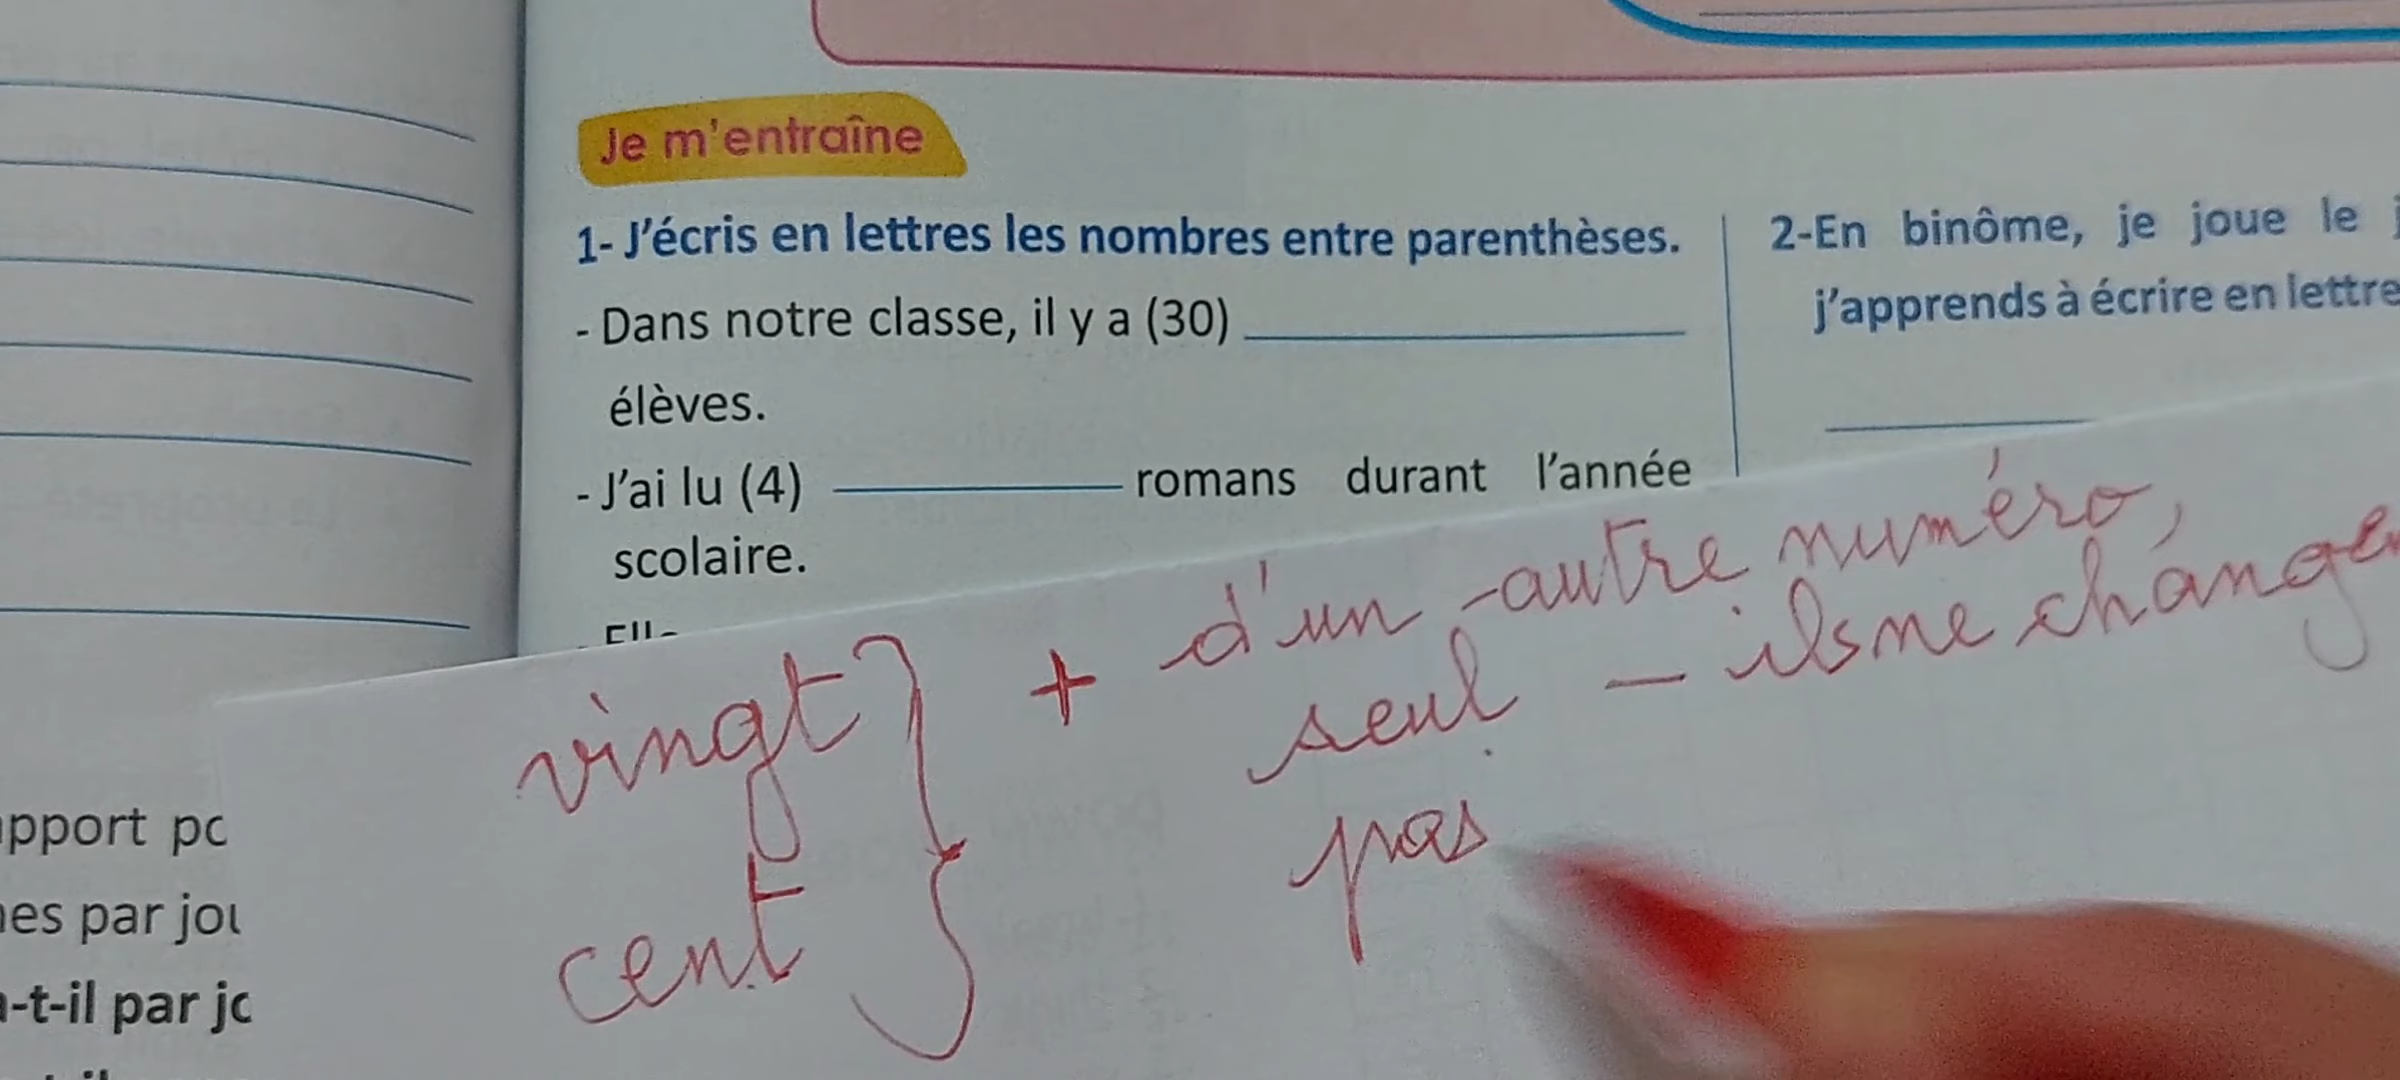 Je m'entraîne
1- J'écris en lettres les nombres entre parenthèses.
- Dans notre classe, il y a (30)
élèves.
- J'ai lu (4) romans durant l'année
scolaire.
2-En binôme, je joue le
j'apprends à écrire en lettre
vingt } + d'un autre numéro,
seul - ils ne change
cent
pas
pport pc
es par jou
-t-il par jc